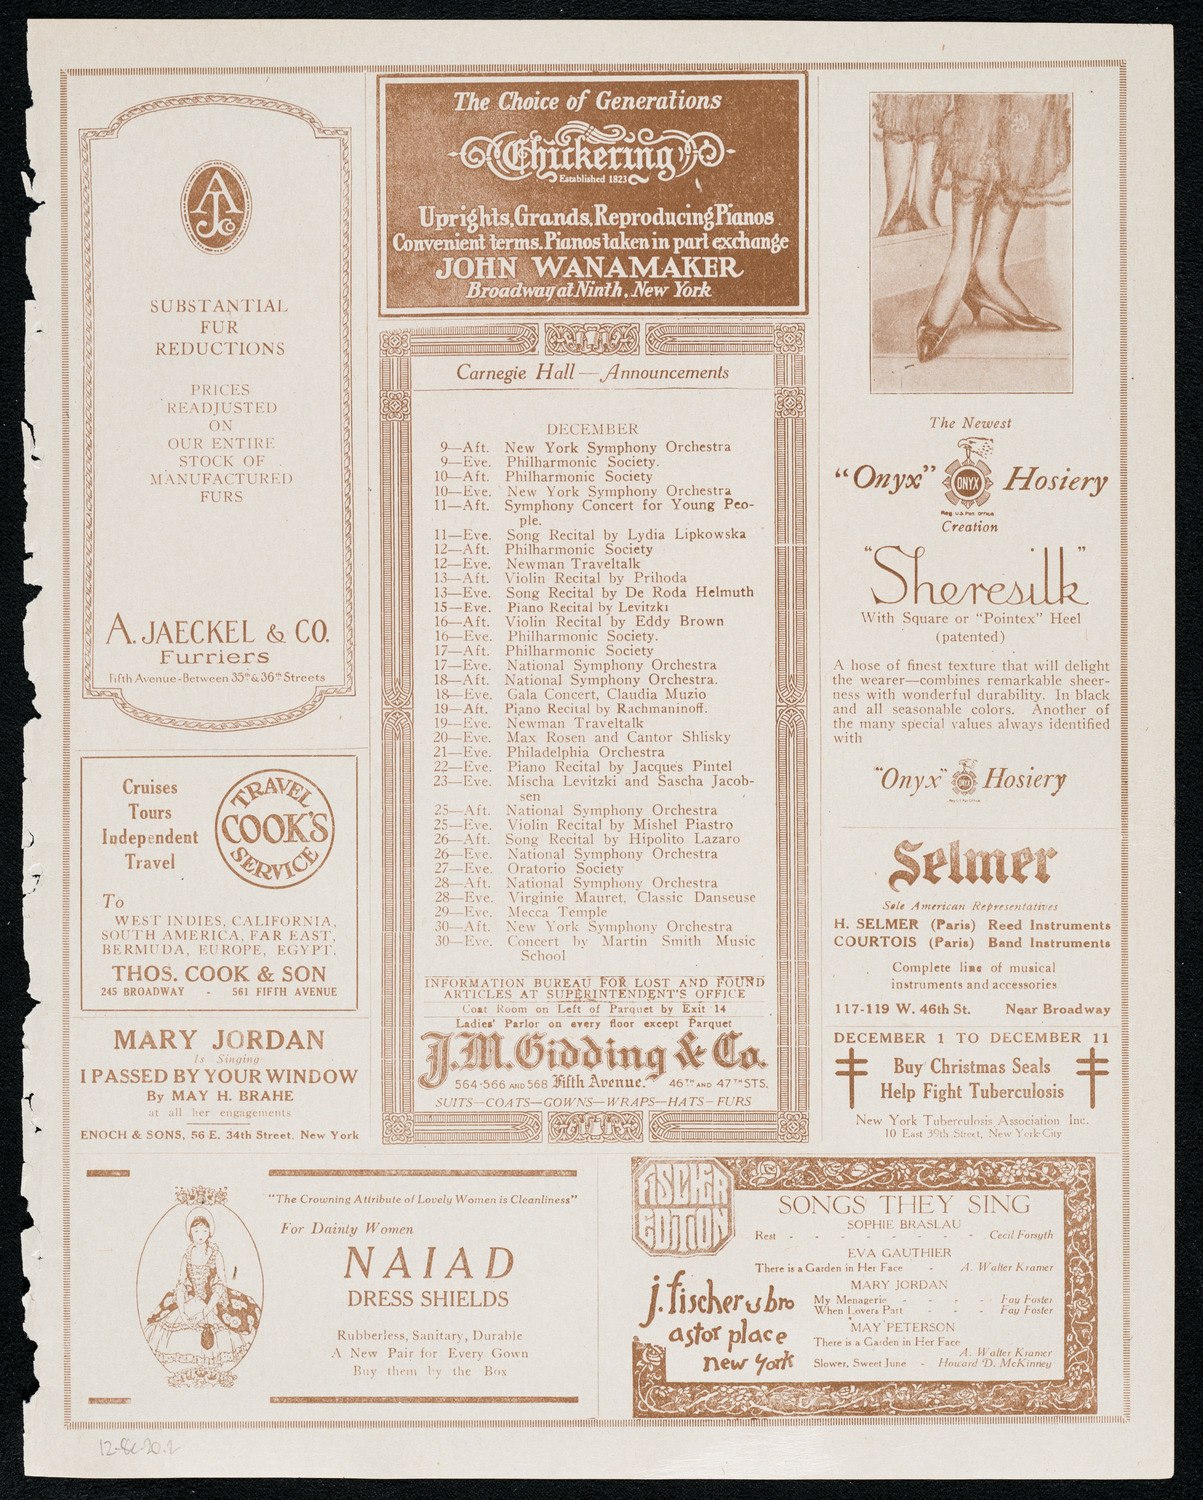 AJCo
SUBSTANTIAL
FUR
REDUCTIONS
PRICES
READJUSTED
ON
OUR ENTIRE
STOCK OF
MANUFACTURED
FURS
A. JAECKEL & CO.
Furriers
Fifth Avenue - Between 35th & 36th Streets
Cruises
Tours
Independent
Travel
TRAVEL
COOK'S
SERVICE
To
WEST INDIES, CALIFORNIA,
SOUTH AMERICA, FAR EAST,
BERMUDA, EUROPE, EGYPT.
THOS. COOK & SON
245 BROADWAY - 561 FIFTH AVENUE
MARY JORDAN
Is Singing
I PASSED BY YOUR WINDOW
By MAY H. BRAHE
at all her engagements
ENOCH & SONS, 56 E. 34th Street, New York
The Choice of Generations
Chickering
Established 1823
Uprights, Grands, Reproducing Pianos
Convenient terms. Pianos taken in part exchange
JOHN WANAMAKER
Broadway at Ninth, New York
Carnegie Hall — Announcements
DECEMBER
9—Aft. New York Symphony Orchestra
9—Eve. Philharmonic Society.
10—Aft. Philharmonic Society
10—Eve. New York Symphony Orchestra
11—Aft. Symphony Concert for Young Peo-
ple.
11—Eve. Song Recital by Lydia Lipkowska
12—Aft. Philharmonic Society
12—Eve. Newman Traveltalk
13—Aft. Violin Recital by Prihoda
13—Eve. Song Recital by De Roda Helmuth
15—Eve. Piano Recital by Levitzki
16—Aft. Violin Recital by Eddy Brown
16—Eve. Philharmonic Society.
17—Aft. Philharmonic Society
17—Eve. National Symphony Orchestra
18—Aft. National Symphony Orchestra.
18—Eve. Gala Concert, Claudia Muzio
19—Aft. Piano Recital by Rachmaninoff.
19—Eve. Newman Traveltalk
20—Eve. Max Rosen and Cantor Shlisky
21—Eve. Philadelphia Orchestra
22—Eve. Piano Recital by Jacques Pintel
23—Eve. Mischa Levitzki and Sascha Jacob-
sen
25—Aft. National Symphony Orchestra
25—Eve. Violin Recital by Mishel Piastro
26—Aft. Song Recital by Hipolito Lazaro
26—Eve. National Symphony Orchestra
27—Eve. Oratorio Society
28—Aft. National Symphony Orchestra
28—Eve. Virginie Mauret, Classic Danseuse
29—Eve. Mecca Temple
30—Aft. New York Symphony Orchestra
30—Eve. Concert by Martin Smith Music
School
INFORMATION BUREAU FOR LOST AND FOUND
ARTICLES AT SUPERINTENDENT'S OFFICE
Coat Room on Left of Parquet by Exit 14
Ladies' Parlor on every floor except Parquet
J.M. Gidding & Co.
564-566 AND 568 Fifth Avenue. 46TH AND 47TH STS.
SUITS—COATS—GOWNS—WRAPS—HATS—FURS
The Newest
"Onyx" ONYX Hosiery
Reg. U.S. Pat. Office
Creation
"Sheresilk"
With Square or "Pointex" Heel
(patented)
A hose of finest texture that will delight
the wearer—combines remarkable sheer-
ness with wonderful durability. In black
and all seasonable colors. Another of
the many special values always identified
with
"Onyx" ONYX Hosiery
Selmer
Sole American Representatives
H. SELMER (Paris) Reed Instruments
COURTOIS (Paris) Band Instruments
Complete line of musical
instruments and accessories
117-119 W. 46th St. Near Broadway
DECEMBER 1 TO DECEMBER 11
Buy Christmas Seals
Help Fight Tuberculosis
New York Tuberculosis Association Inc.
10 East 39th Street, New York City
"The Crowning Attribute of Lovely Women is Cleanliness"
For Dainty Women
NAIAD
DRESS SHIELDS
Rubberless, Sanitary, Durable
A New Pair for Every Gown
Buy them by the Box
FISCHER
EDITION
j. fischer & bro
astor place
new york
SONGS THEY SING
SOPHIE BRASLAU
Rest - - - - - - - - Cecil Forsyth
EVA GAUTHIER
There is a Garden in Her Face - A. Walter Kramer
MARY JORDAN
My Menagerie - - - - Fay Foster
When Lovers Part - - - Fay Foster
MAY PETERSON
There is a Garden in Her Face
A. Walter Kramer
Slower, Sweet June - Howard D. McKinney